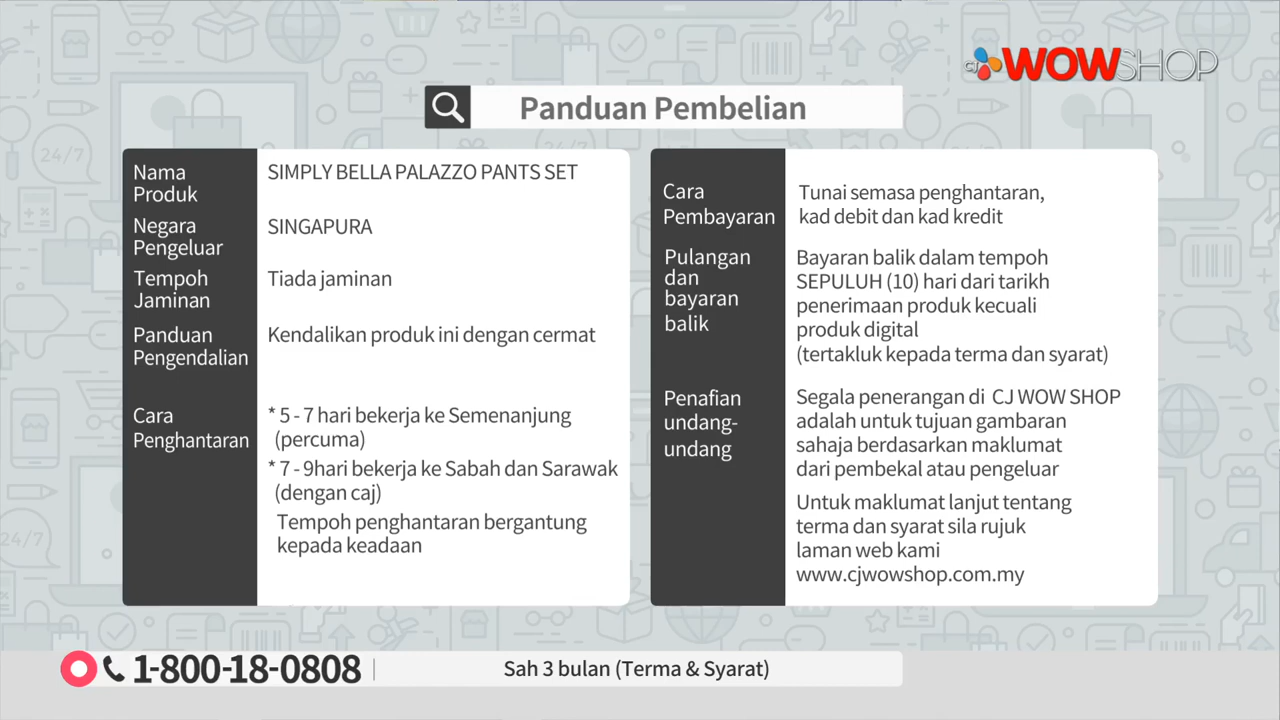 CJ WOWSHOP
Panduan Pembelian
Nama
Produk
SIMPLY BELLA PALAZZO PANTS SET
Negara
Pengeluar
SINGAPURA
Tempoh
Jaminan
Tiada jaminan
Panduan
Pengendalian
Kendalikan produk ini dengan cermat
Cara
Penghantaran
* 5 - 7 hari bekerja ke Semenanjung
(percuma)
* 7 - 9hari bekerja ke Sabah dan Sarawak
(dengan caj)
Tempoh penghantaran bergantung
kepada keadaan
Cara
Pembayaran
Tunai semasa penghantaran,
kad debit dan kad kredit
Pulangan
dan
bayaran
balik
Bayaran balik dalam tempoh
SEPULUH (10) hari dari tarikh
penerimaan produk kecuali
produk digital
(tertakluk kepada terma dan syarat)
Penafian
undang-
undang
Segala penerangan di CJ WOW SHOP
adalah untuk tujuan gambaran
sahaja berdasarkan maklumat
dari pembekal atau pengeluar
Untuk maklumat lanjut tentang
terma dan syarat sila rujuk
laman web kami
www.cjwowshop.com.my
24/7
24/7
1-800-18-0808
Sah 3 bulan (Terma & Syarat)